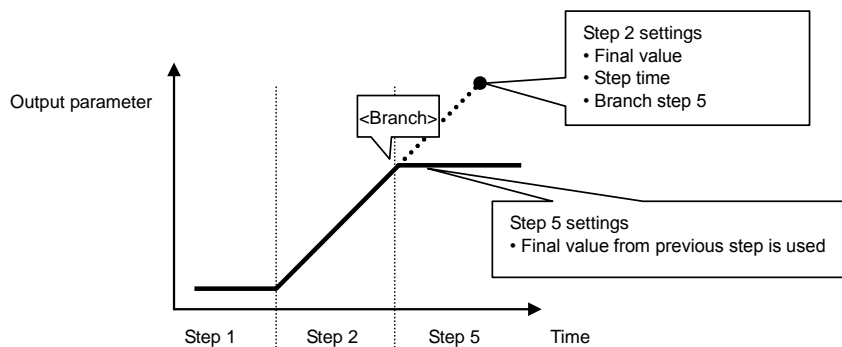 Step 2 settings
• Final value
• Step time
• Branch step 5
Output parameter
<Branch>
Step 5 settings
• Final value from previous step is used
Step 1
Step 2
Step 5
Time